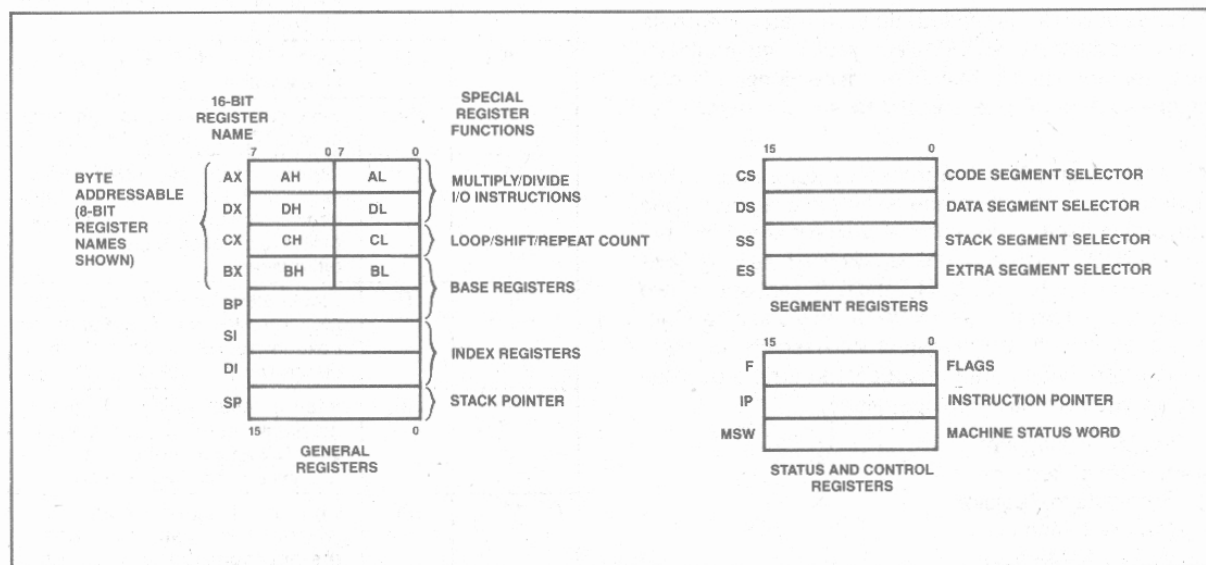 16-BIT
REGISTER
NAME
SPECIAL
REGISTER
FUNCTIONS
7 0 7 0
BYTE
ADDRESSABLE
(8-BIT
REGISTER
NAMES
SHOWN)
AX AH AL
DX DH DL
MULTIPLY/DIVIDE
I/O INSTRUCTIONS
CX CH CL LOOP/SHIFT/REPEAT COUNT
BX BH BL
BP
BASE REGISTERS
SI
DI
INDEX REGISTERS
SP STACK POINTER
15 0
GENERAL
REGISTERS
15 0
CS CODE SEGMENT SELECTOR
DS DATA SEGMENT SELECTOR
SS STACK SEGMENT SELECTOR
ES EXTRA SEGMENT SELECTOR
SEGMENT REGISTERS
15 0
F FLAGS
IP INSTRUCTION POINTER
MSW MACHINE STATUS WORD
STATUS AND CONTROL
REGISTERS